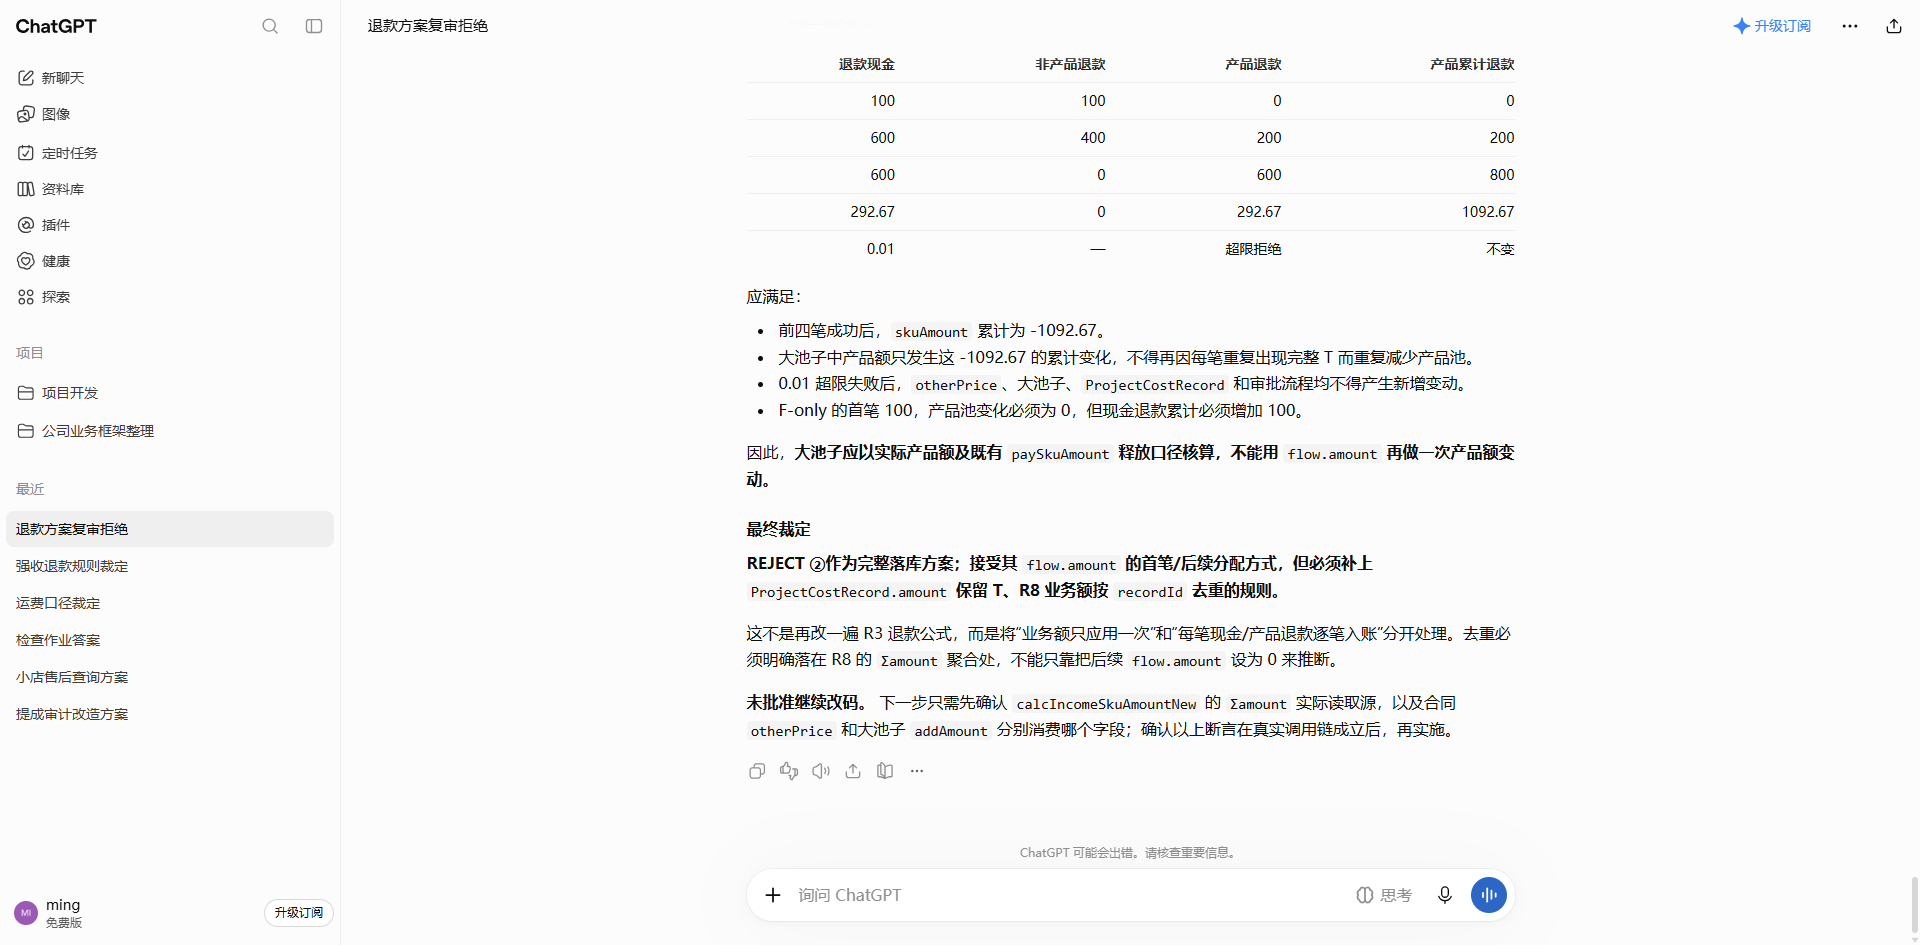 ChatGPT
新聊天
图像
定时任务
资料库
插件
健康
探索
项目
项目开发
公司业务框架整理
最近
退款方案复审拒绝
强收退款规则裁定
运费口径裁定
检查作业答案
小店售后查询方案
提成审计改造方案
MI
ming
免费版
升级订阅
退款方案复审拒绝
升级订阅
退款现金 非产品退款 产品退款 产品累计退款
100 100 0 0
600 400 200 200
600 0 600 800
292.67 0 292.67 1092.67
0.01 — 超限拒绝 不变
应满足：
• 前四笔成功后， skuAmount 累计为 -1092.67。
• 大池子中产品额只发生这 -1092.67 的累计变化，不得再因每笔重复出现完整 T 而重复减少产品池。
• 0.01 超限失败后， otherPrice 、大池子、 ProjectCostRecord 和审批流程均不得产生新增变动。
• F-only 的首笔 100，产品池变化必须为 0，但现金退款累计必须增加 100。
因此，大池子应以实际产品额及既有 paySkuAmount 释放口径核算，不能用 flow.amount 再做一次产品额变
动。
最终裁定
REJECT ②作为完整落库方案；接受其 flow.amount 的首笔/后续分配方式，但必须补上
ProjectCostRecord.amount 保留 T、R8 业务额按 recordId 去重的规则。
这不是再改一遍 R3 退款公式，而是将“业务额只应用一次”和“每笔现金/产品退款逐笔入账”分开处理。去重必
须明确落在 R8 的 Σamount 聚合处，不能只靠把后续 flow.amount 设为 0 来推断。
未批准继续改码。 下一步只需先确认 calcIncomeSkuAmountNew 的 Σamount 实际读取源，以及合同
otherPrice 和大池子 addAmount 分别消费哪个字段；确认以上断言在真实调用链成立后，再实施。
ChatGPT 可能会出错。请核查重要信息。
询问 ChatGPT
思考